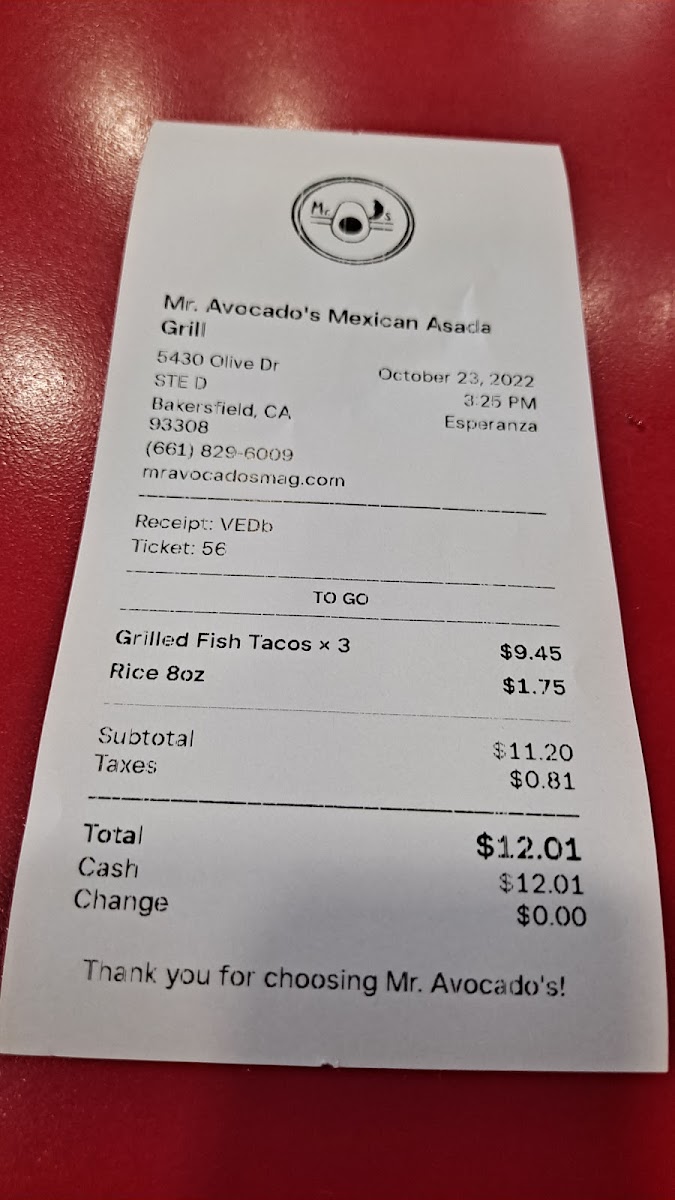 Mr. s
Mr. Avocado's Mexican Asada
Grill
5430 Olive Dr
STE D
Bakersfield, CA
93308
(661) 829-6009
mravocadosmag.com
October 23, 2022
3:25 PM
Esperanza
Receipt: VEDb
Ticket: 56
TO GO
Grilled Fish Tacos × 3 $9.45
Rice 8oz $1.75
Subtotal $11.20
Taxes $0.81
Total $12.01
Cash $12.01
Change $0.00
Thank you for choosing Mr. Avocado's!